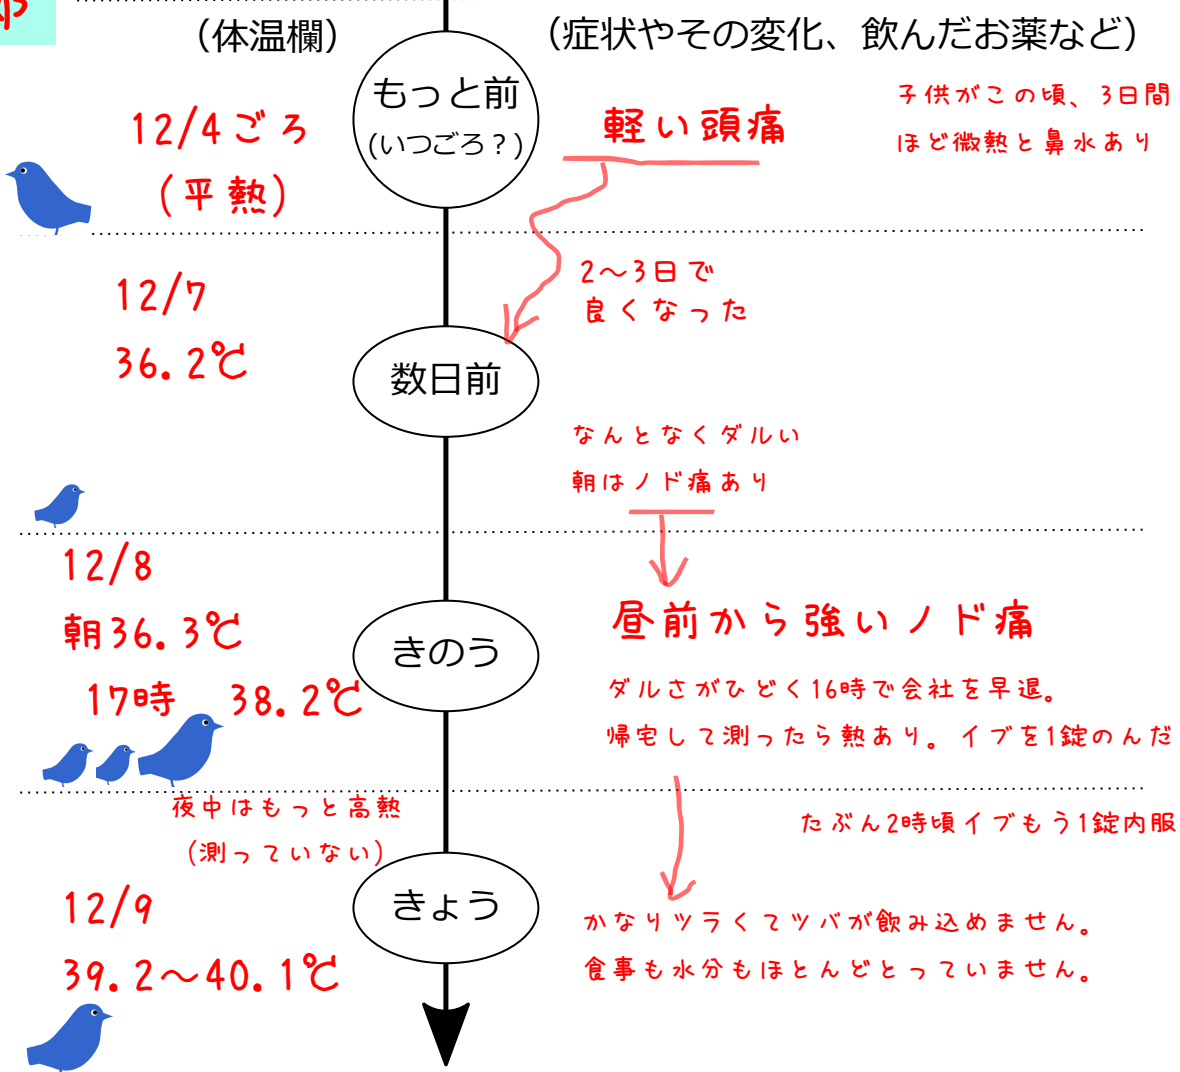 (体温欄)
(症状やその変化、飲んだお薬など)
もっと前
(いつごろ?)
12/4ごろ
(平熱)
軽い頭痛
子供がこの頃、3日間
ほど微熱と鼻水あり
12/7
36.2℃
2〜3日で
良くなった
数日前
なんとなくダルい
朝はノド痛あり
12/8
朝36.3℃
17時 38.2℃
きのう
昼前から強いノド痛
ダルさがひどく16時で会社を早退。
帰宅して測ったら熱あり。イブを1錠のんだ
夜中はもっと高熱
(測っていない)
たぶん2時頃イブもう1錠内服
きょう
12/9
39.2〜40.1℃
かなりツラくてツバが飲み込めません。
食事も水分もほとんどとっていません。